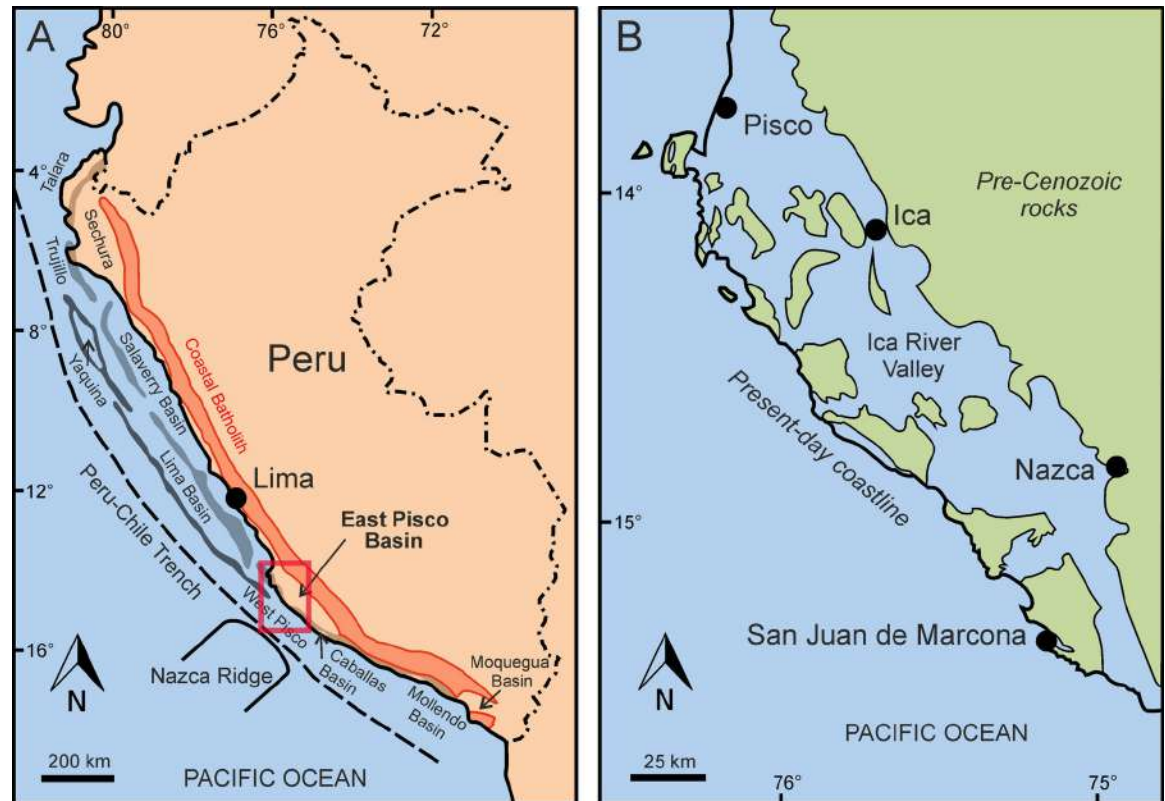 A
80°
76°
72°
4°
8°
12°
16°
Talara
Sechura
Trujillo
Yaquina
Salaverry Basin
Lima Basin
Coastal Batholith
Peru
Lima
East Pisco
Basin
Peru-Chile Trench
West Pisco
Nazca Ridge
Caballas
Basin
Mollendo
Basin
Moquegua
Basin
N
200 km
PACIFIC OCEAN
B
14°
15°
Pisco
Ica
Pre-Cenozoic
rocks
Ica River
Valley
Present-day coastline
Nazca
San Juan de Marcona
N
PACIFIC OCEAN
25 km
76°
75°